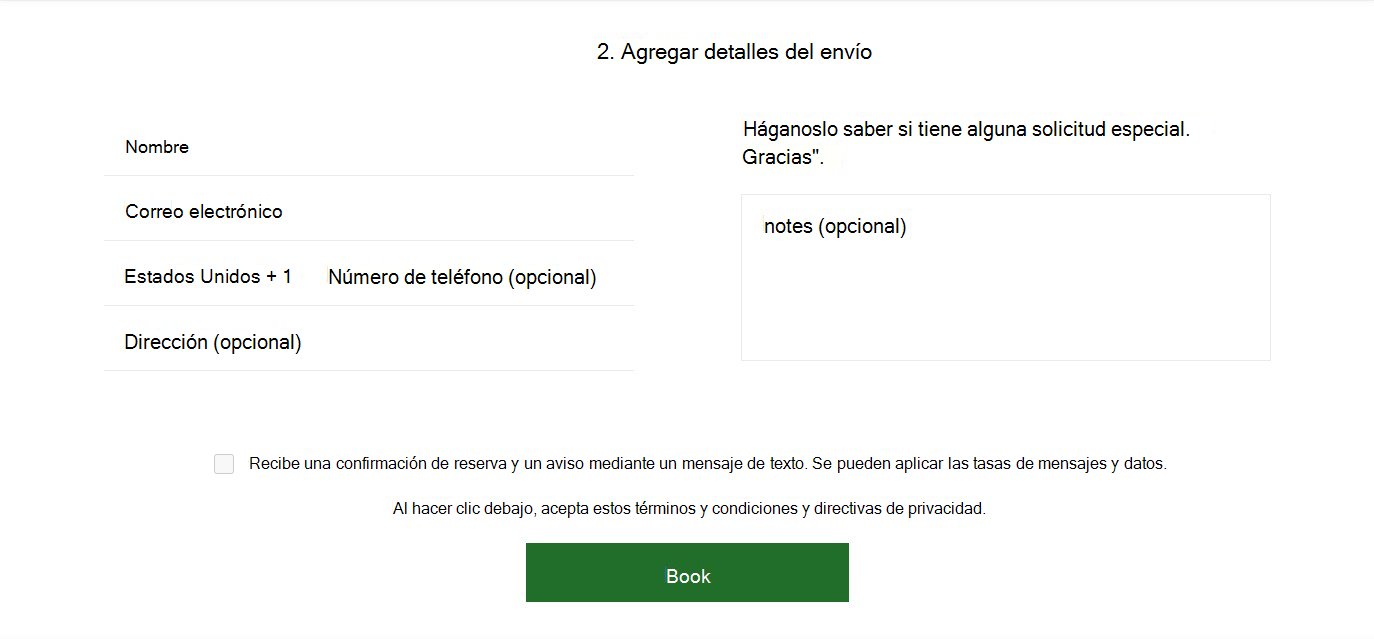 2. Agregar detalles del envío
Nombre
Correo electrónico
Estados Unidos + 1 Número de teléfono (opcional)
Dirección (opcional)
Háganoslo saber si tiene alguna solicitud especial.
Gracias".
notes (opcional)
Recibe una confirmación de reserva y un aviso mediante un mensaje de texto. Se pueden aplicar las tasas de mensajes y datos.
Al hacer clic debajo, acepta estos términos y condiciones y directivas de privacidad.
Book